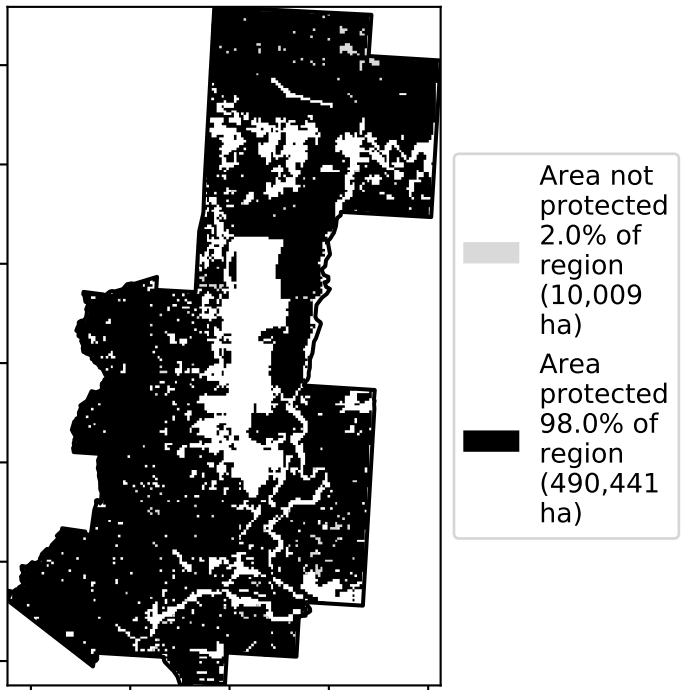 Area not
protected
2.0% of
region
(10,009
ha)
Area
protected
98.0% of
region
(490,441
ha)